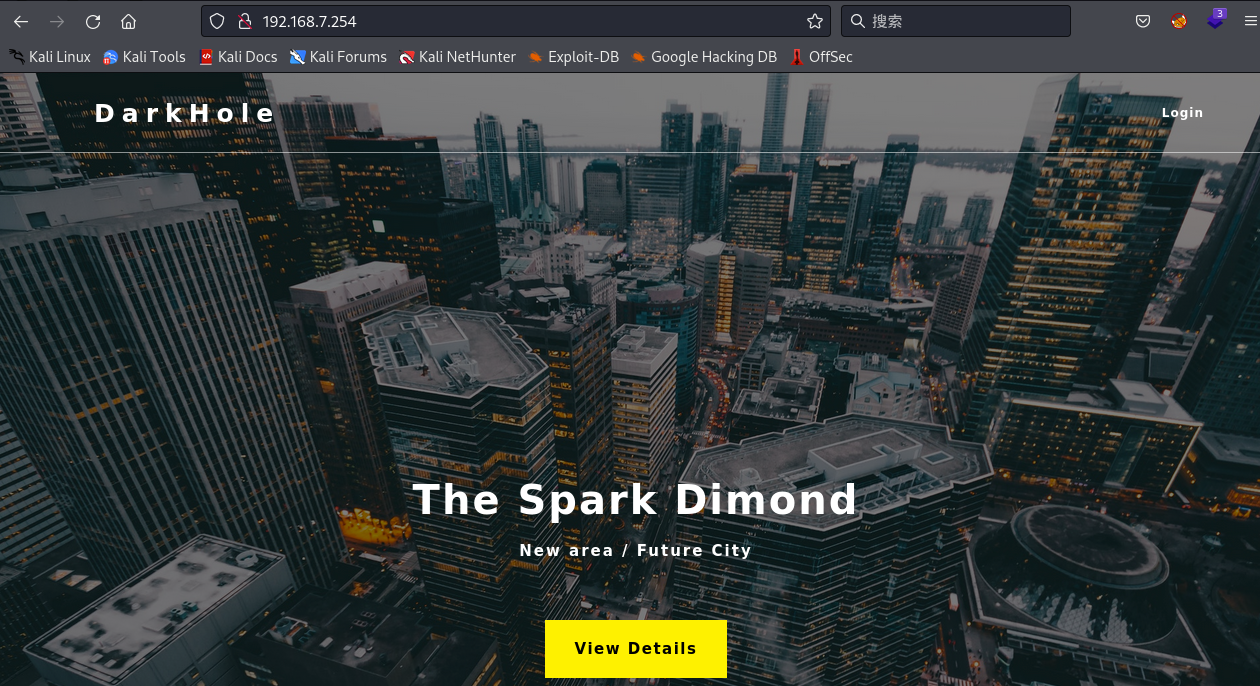 192.168.7.254
搜索
3
Kali Linux Kali Tools Kali Docs Kali Forums Kali NetHunter Exploit-DB Google Hacking DB OffSec
DarkHole
Login
The Spark Dimond
New area / Future City
View Details